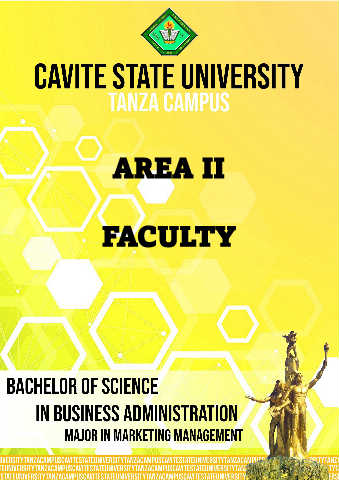 CAVITE STATE UNIVERSITY
TANZA CAMPUS
AREA II
FACULTY
BACHELOR OF SCIENCE
IN BUSINESS ADMINISTRATION
MAJOR IN MARKETING MANAGEMENT